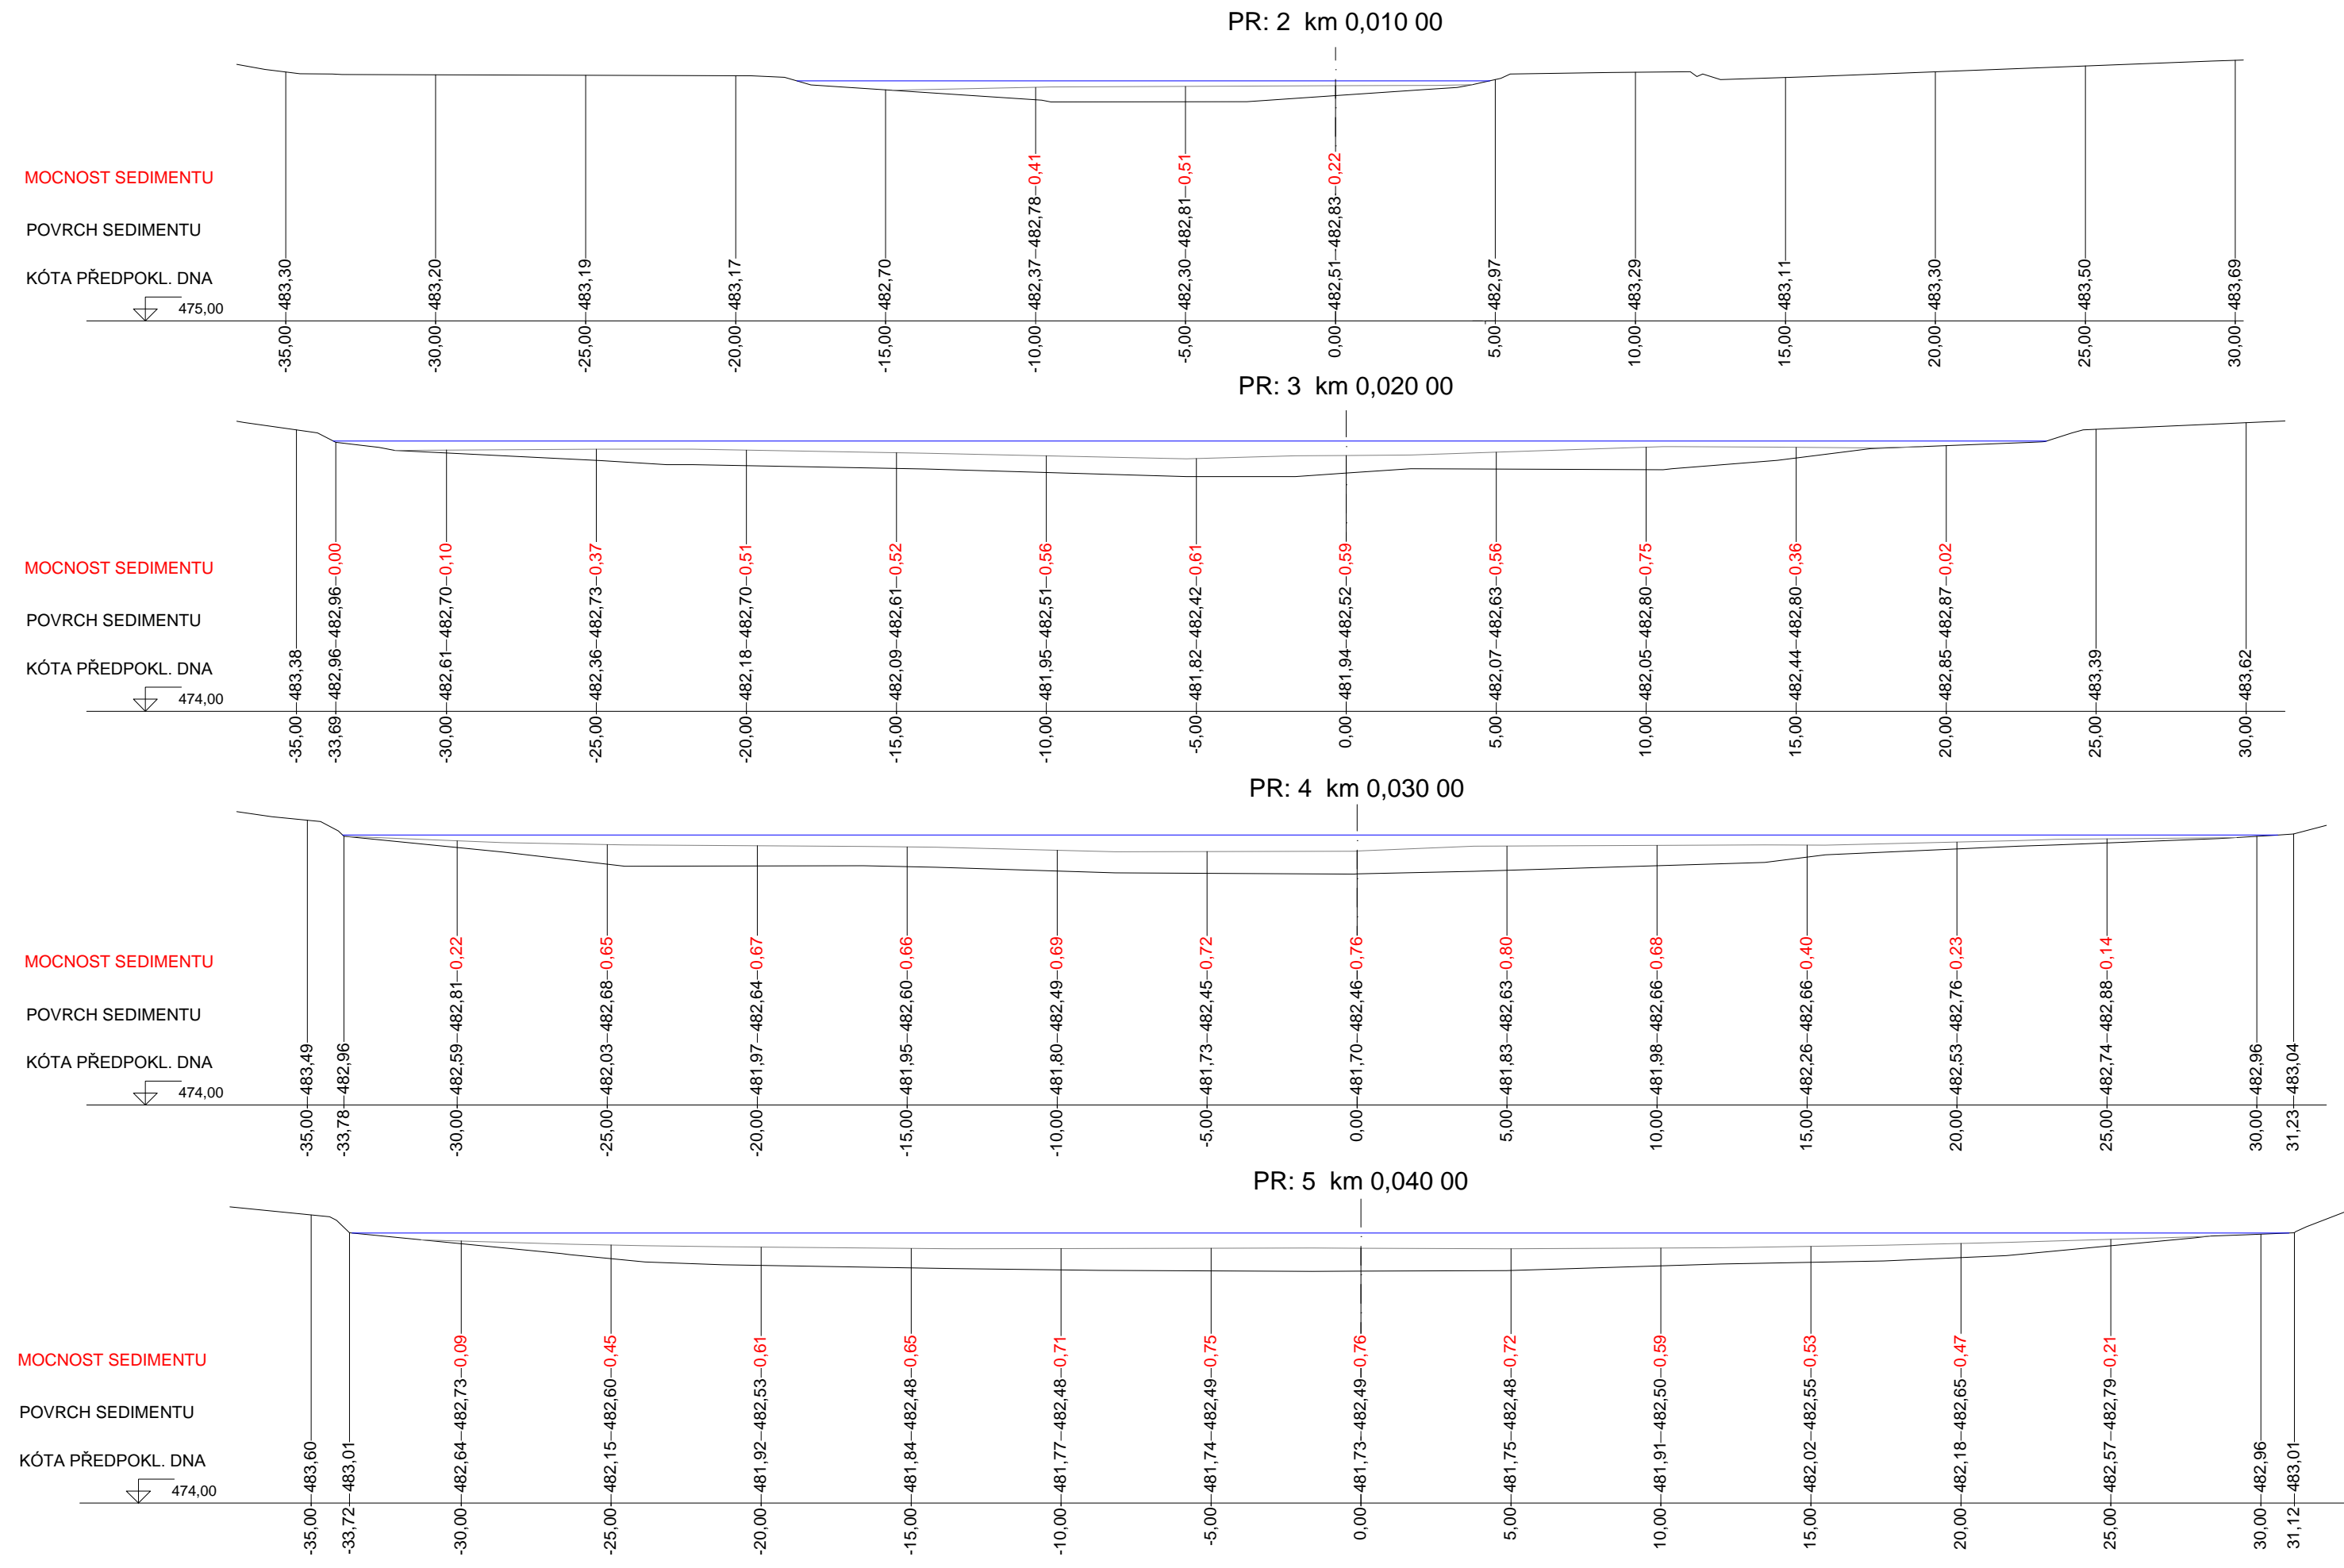 PR: 2 km 0,010 00
MOCNOST SEDIMENTU
0,41 0,51 0,22
POVRCH SEDIMENTU
482,78 482,81 482,83
KÓTA PŘEDPOKL. DNA
483,30 483,20 483,19 483,17 482,70 482,37 482,30 482,51 482,97 483,29 483,11 483,30 483,50 483,69
475,00
-35,00 -30,00 -25,00 -20,00 -15,00 -10,00 -5,00 0,00 5,00 10,00 15,00 20,00 25,00 30,00
PR: 3 km 0,020 00
MOCNOST SEDIMENTU
0,00 0,10 0,37 0,51 0,52 0,56 0,61 0,59 0,56 0,75 0,36 0,02
POVRCH SEDIMENTU
482,96 482,70 482,73 482,70 482,61 482,51 482,42 482,52 482,63 482,80 482,80 482,87
KÓTA PŘEDPOKL. DNA
483,38 482,96 482,61 482,36 482,18 482,09 481,95 481,82 481,94 482,07 482,05 482,44 482,85 483,39 483,62
474,00
-35,00 -33,69 -30,00 -25,00 -20,00 -15,00 -10,00 -5,00 0,00 5,00 10,00 15,00 20,00 25,00 30,00
PR: 4 km 0,030 00
MOCNOST SEDIMENTU
0,22 0,65 0,67 0,66 0,69 0,72 0,76 0,80 0,68 0,40 0,23 0,14
POVRCH SEDIMENTU
482,81 482,68 482,64 482,60 482,49 482,45 482,46 482,63 482,66 482,66 482,76 482,88
KÓTA PŘEDPOKL. DNA
483,49 482,96 482,59 482,03 481,97 481,95 481,80 481,73 481,70 481,83 481,98 482,26 482,53 482,74 482,96 483,04
474,00
-35,00 -33,78 -30,00 -25,00 -20,00 -15,00 -10,00 -5,00 0,00 5,00 10,00 15,00 20,00 25,00 30,00 31,23
PR: 5 km 0,040 00
MOCNOST SEDIMENTU
0,09 0,45 0,61 0,65 0,71 0,75 0,76 0,72 0,59 0,53 0,47 0,21
POVRCH SEDIMENTU
482,73 482,60 482,53 482,48 482,48 482,49 482,49 482,48 482,50 482,55 482,65 482,79
KÓTA PŘEDPOKL. DNA
483,60 483,01 482,64 482,15 481,92 481,84 481,77 481,74 481,73 481,75 481,91 482,02 482,18 482,57 482,96 483,01
474,00
-35,00 -33,72 -30,00 -25,00 -20,00 -15,00 -10,00 -5,00 0,00 5,00 10,00 15,00 20,00 25,00 30,00 31,12